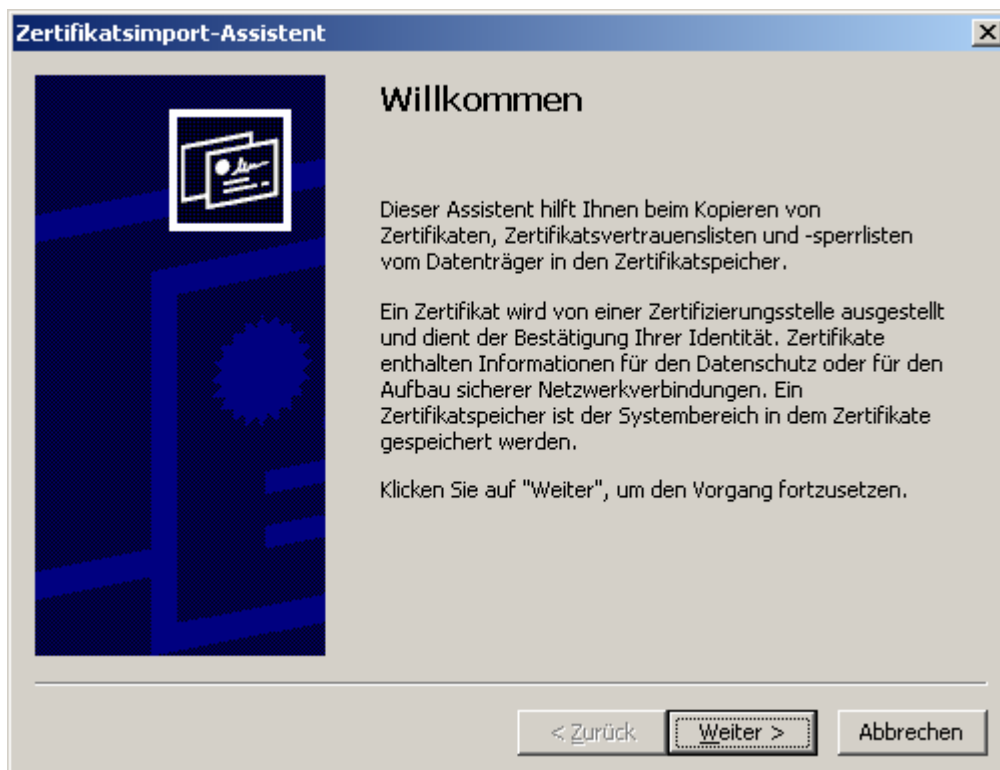 Zertifikatsimport-Assistent
Willkommen
Dieser Assistent hilft Ihnen beim Kopieren von
Zertifikaten, Zertifikatsvertrauenslisten und -sperrlisten
vom Datenträger in den Zertifikatspeicher.
Ein Zertifikat wird von einer Zertifizierungsstelle ausgestellt
und dient der Bestätigung Ihrer Identität. Zertifikate
enthalten Informationen für den Datenschutz oder für den
Aufbau sicherer Netzwerkverbindungen. Ein
Zertifikatspeicher ist der Systembereich in dem Zertifikate
gespeichert werden.
Klicken Sie auf "Weiter", um den Vorgang fortzusetzen.
< Zurück Weiter > Abbrechen